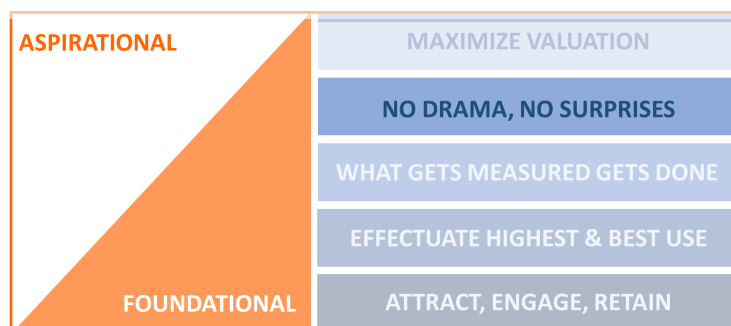 ASPIRATIONAL
MAXIMIZE VALUATION
NO DRAMA, NO SURPRISES
WHAT GETS MEASURED GETS DONE
EFFECTUATE HIGHEST & BEST USE
FOUNDATIONAL
ATTRACT, ENGAGE, RETAIN